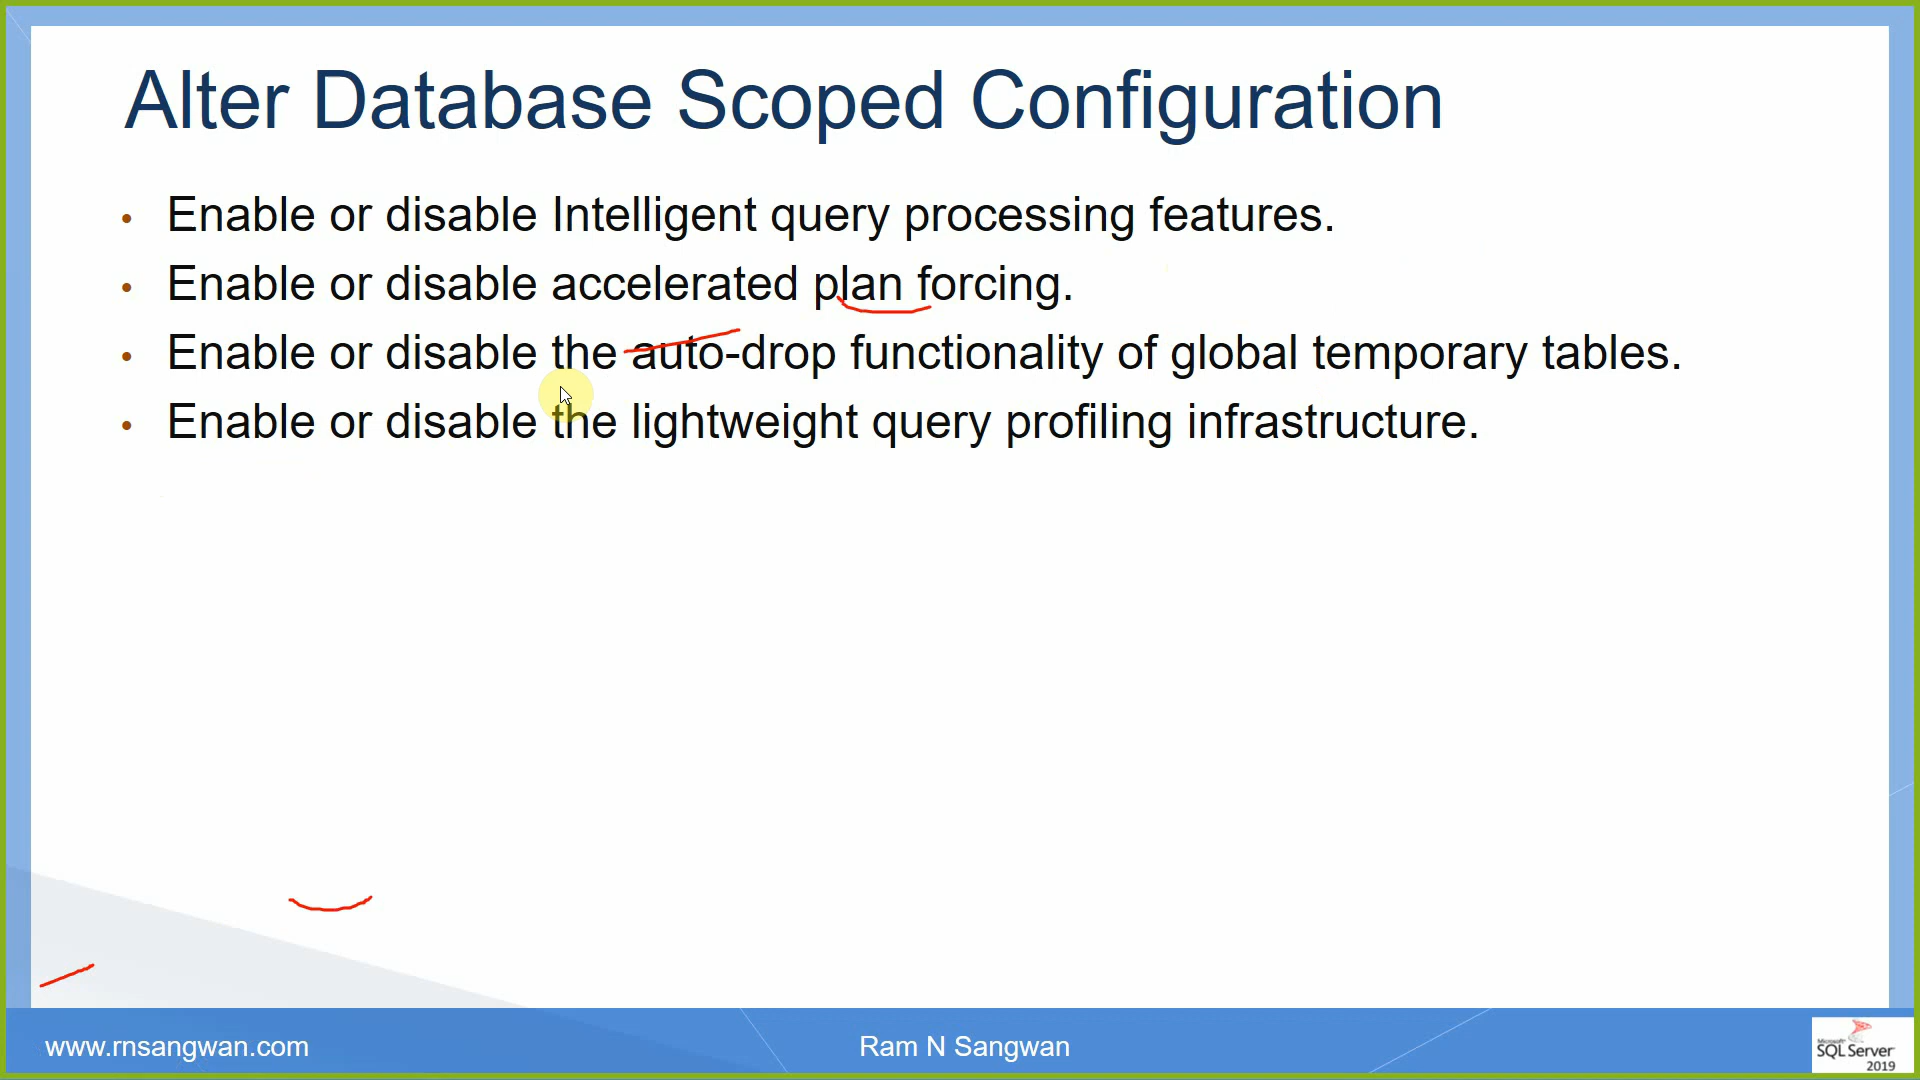 Alter Database Scoped Configuration
• Enable or disable Intelligent query processing features.
• Enable or disable accelerated plan forcing.
• Enable or disable the auto-drop functionality of global temporary tables.
• Enable or disable the lightweight query profiling infrastructure.
www.rnsangwan.com
Ram N Sangwan
Microsoft
SQL Server
2019